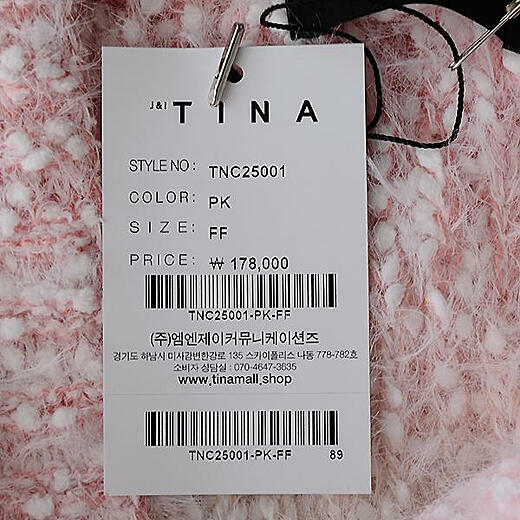 J&I TINA
STYLE NO : TNC25001
COLOR: PK
SIZE: FF
PRICE: ₩ 178,000
TNC25001-PK-FF
(주)엠엔제이커뮤니케이션즈
경기도 하남시 미사강변한강로 135 스카이폴리스 나동 778-782호
소비자 상담실 : 070-4647-3635
www.tinamall.shop
TNC25001-PK-FF 89